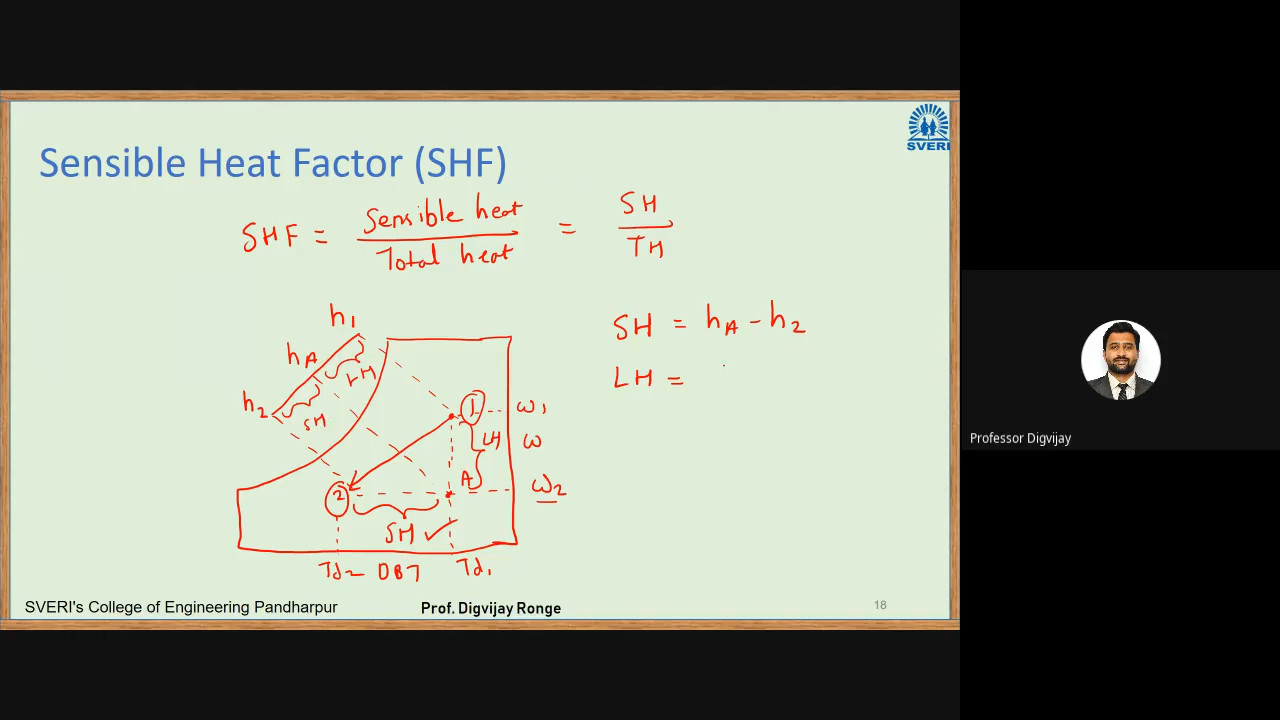 SVERI
Sensible Heat Factor (SHF)
SHF = Sensible heat / Total heat = SH / TH
h1
hA
h2
LH
SH
SH = hA - h2
LH =
1
ω1
LH
ω
A
2
ω2
SH ✓
Td2 DBT Td1
SVERI's College of Engineering Pandharpur
Prof. Digvijay Ronge
18
Professor Digvijay